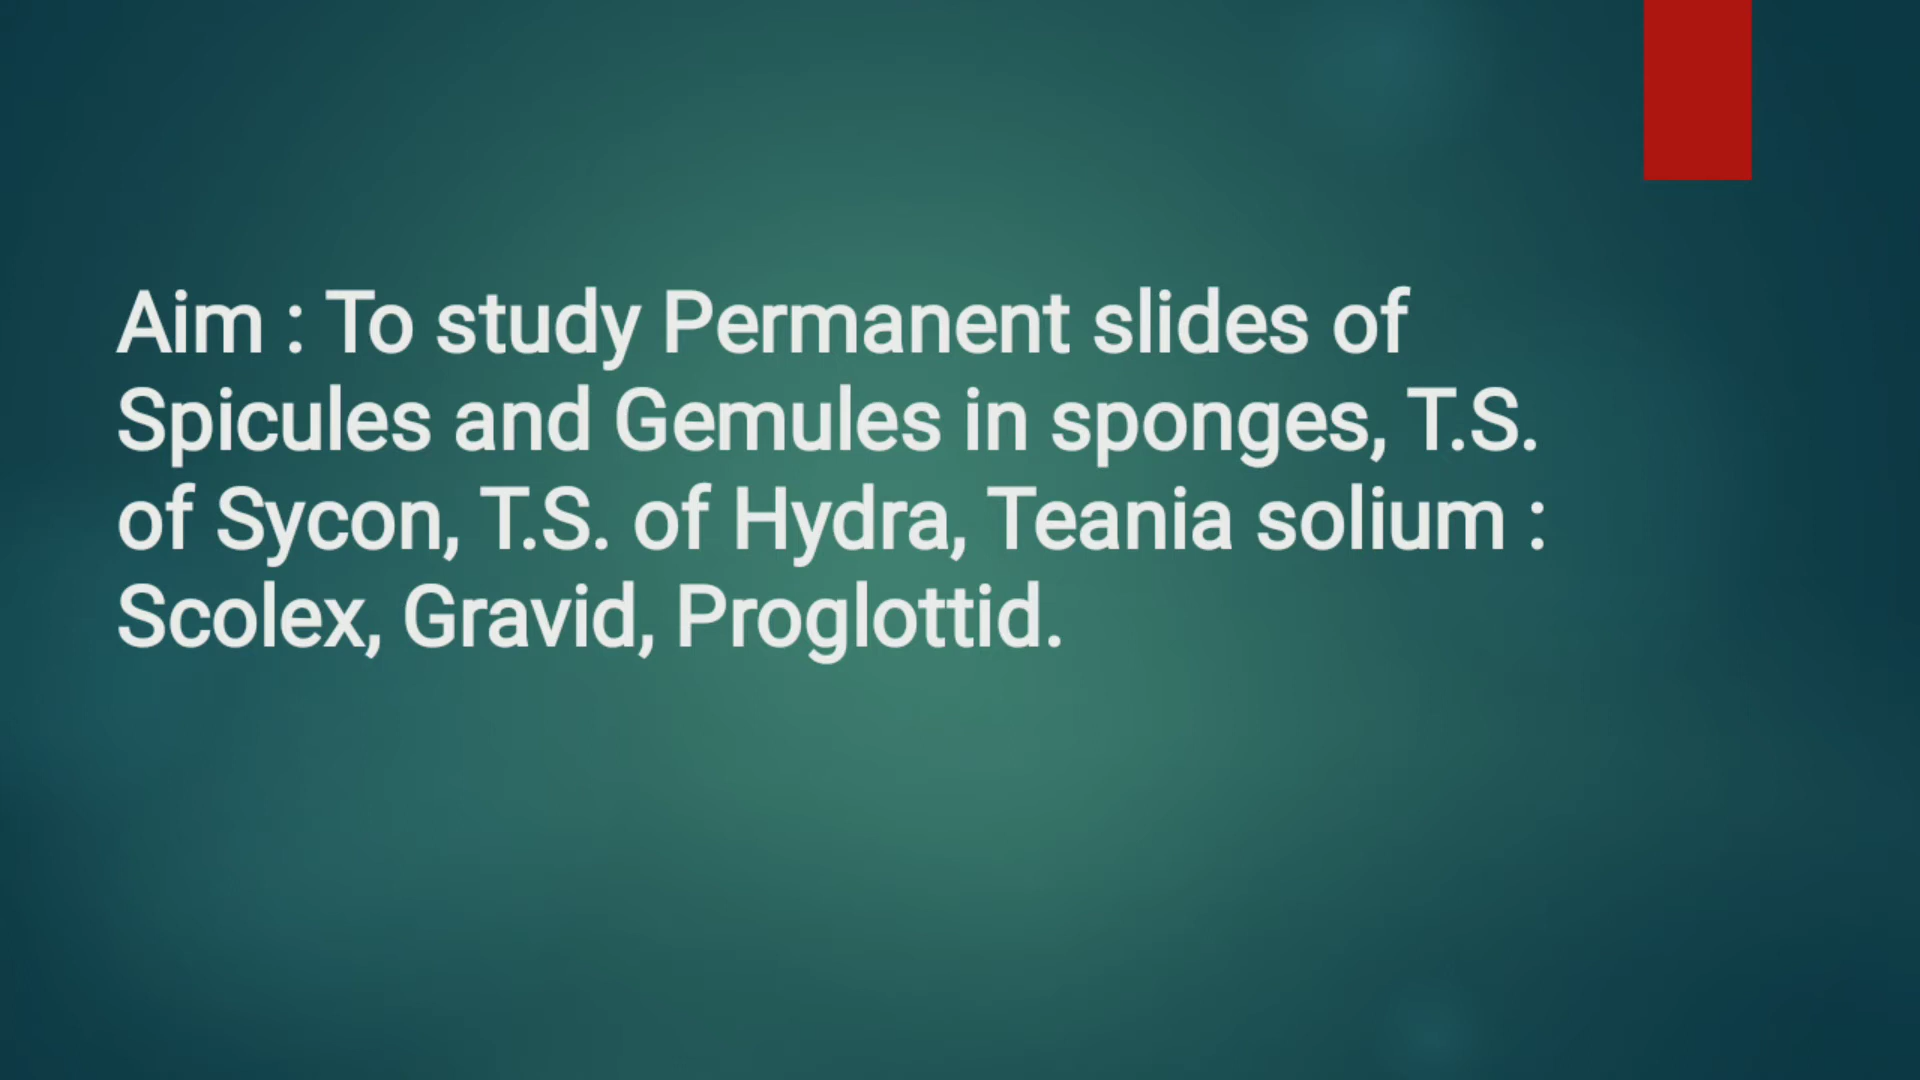 Aim : To study Permanent slides of
Spicules and Gemules in sponges, T.S.
of Sycon, T.S. of Hydra, Teania solium :
Scolex, Gravid, Proglottid.